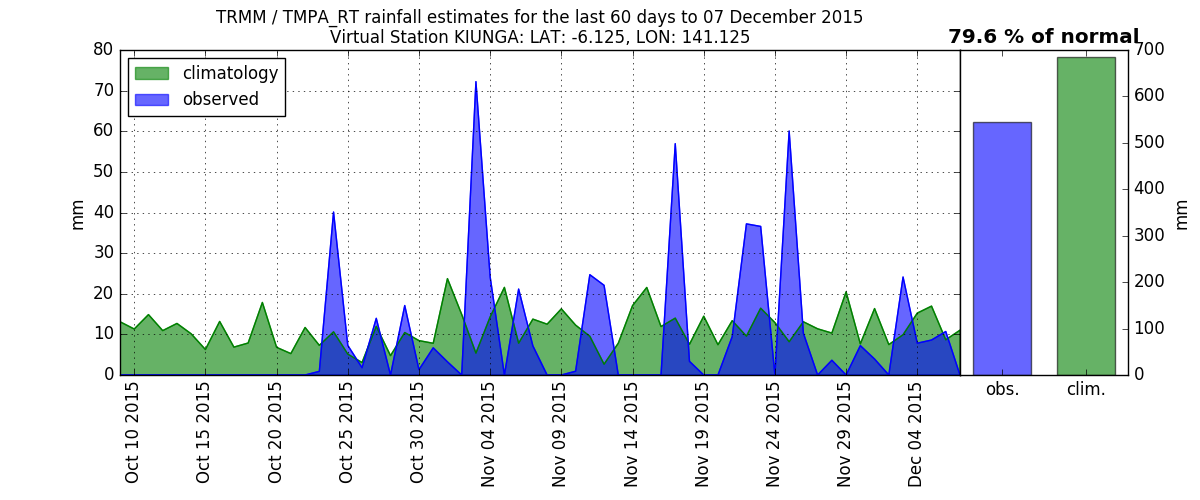 TRMM / TMPA_RT rainfall estimates for the last 60 days to 07 December 2015
Virtual Station KIUNGA: LAT: -6.125, LON: 141.125
79.6 % of normal
climatology
observed
mm
80
70
60
50
40
30
20
10
0
Oct 10 2015
Oct 15 2015
Oct 20 2015
Oct 25 2015
Oct 30 2015
Nov 04 2015
Nov 09 2015
Nov 14 2015
Nov 19 2015
Nov 24 2015
Nov 29 2015
Dec 04 2015
obs.
clim.
700
600
500
400
300
200
100
0
mm